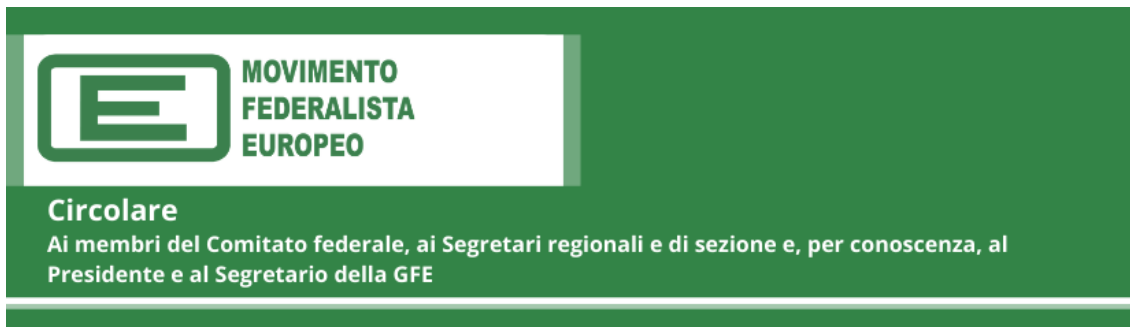 E
MOVIMENTO
FEDERALISTA
EUROPEO
Circolare
Ai membri del Comitato federale, ai Segretari regionali e di sezione e, per conoscenza, al
Presidente e al Segretario della GFE